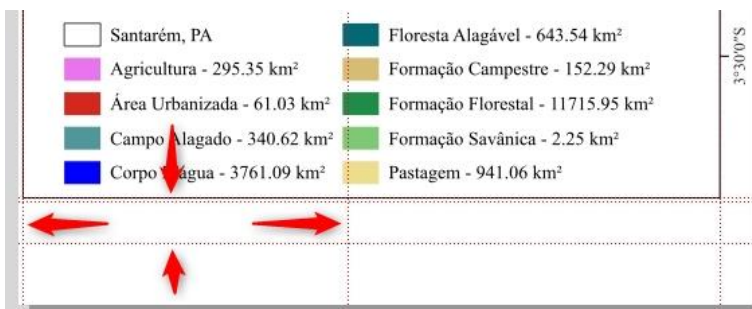 Santarém, PA
Agricultura - 295.35 km²
Área Urbanizada - 61.03 km²
Campo Alagado - 340.62 km²
Corpo D'água - 3761.09 km²
Floresta Alagável - 643.54 km²
Formação Campestre - 152.29 km²
Formação Florestal - 11715.95 km²
Formação Savânica - 2.25 km²
Pastagem - 941.06 km²
3°30'0"S